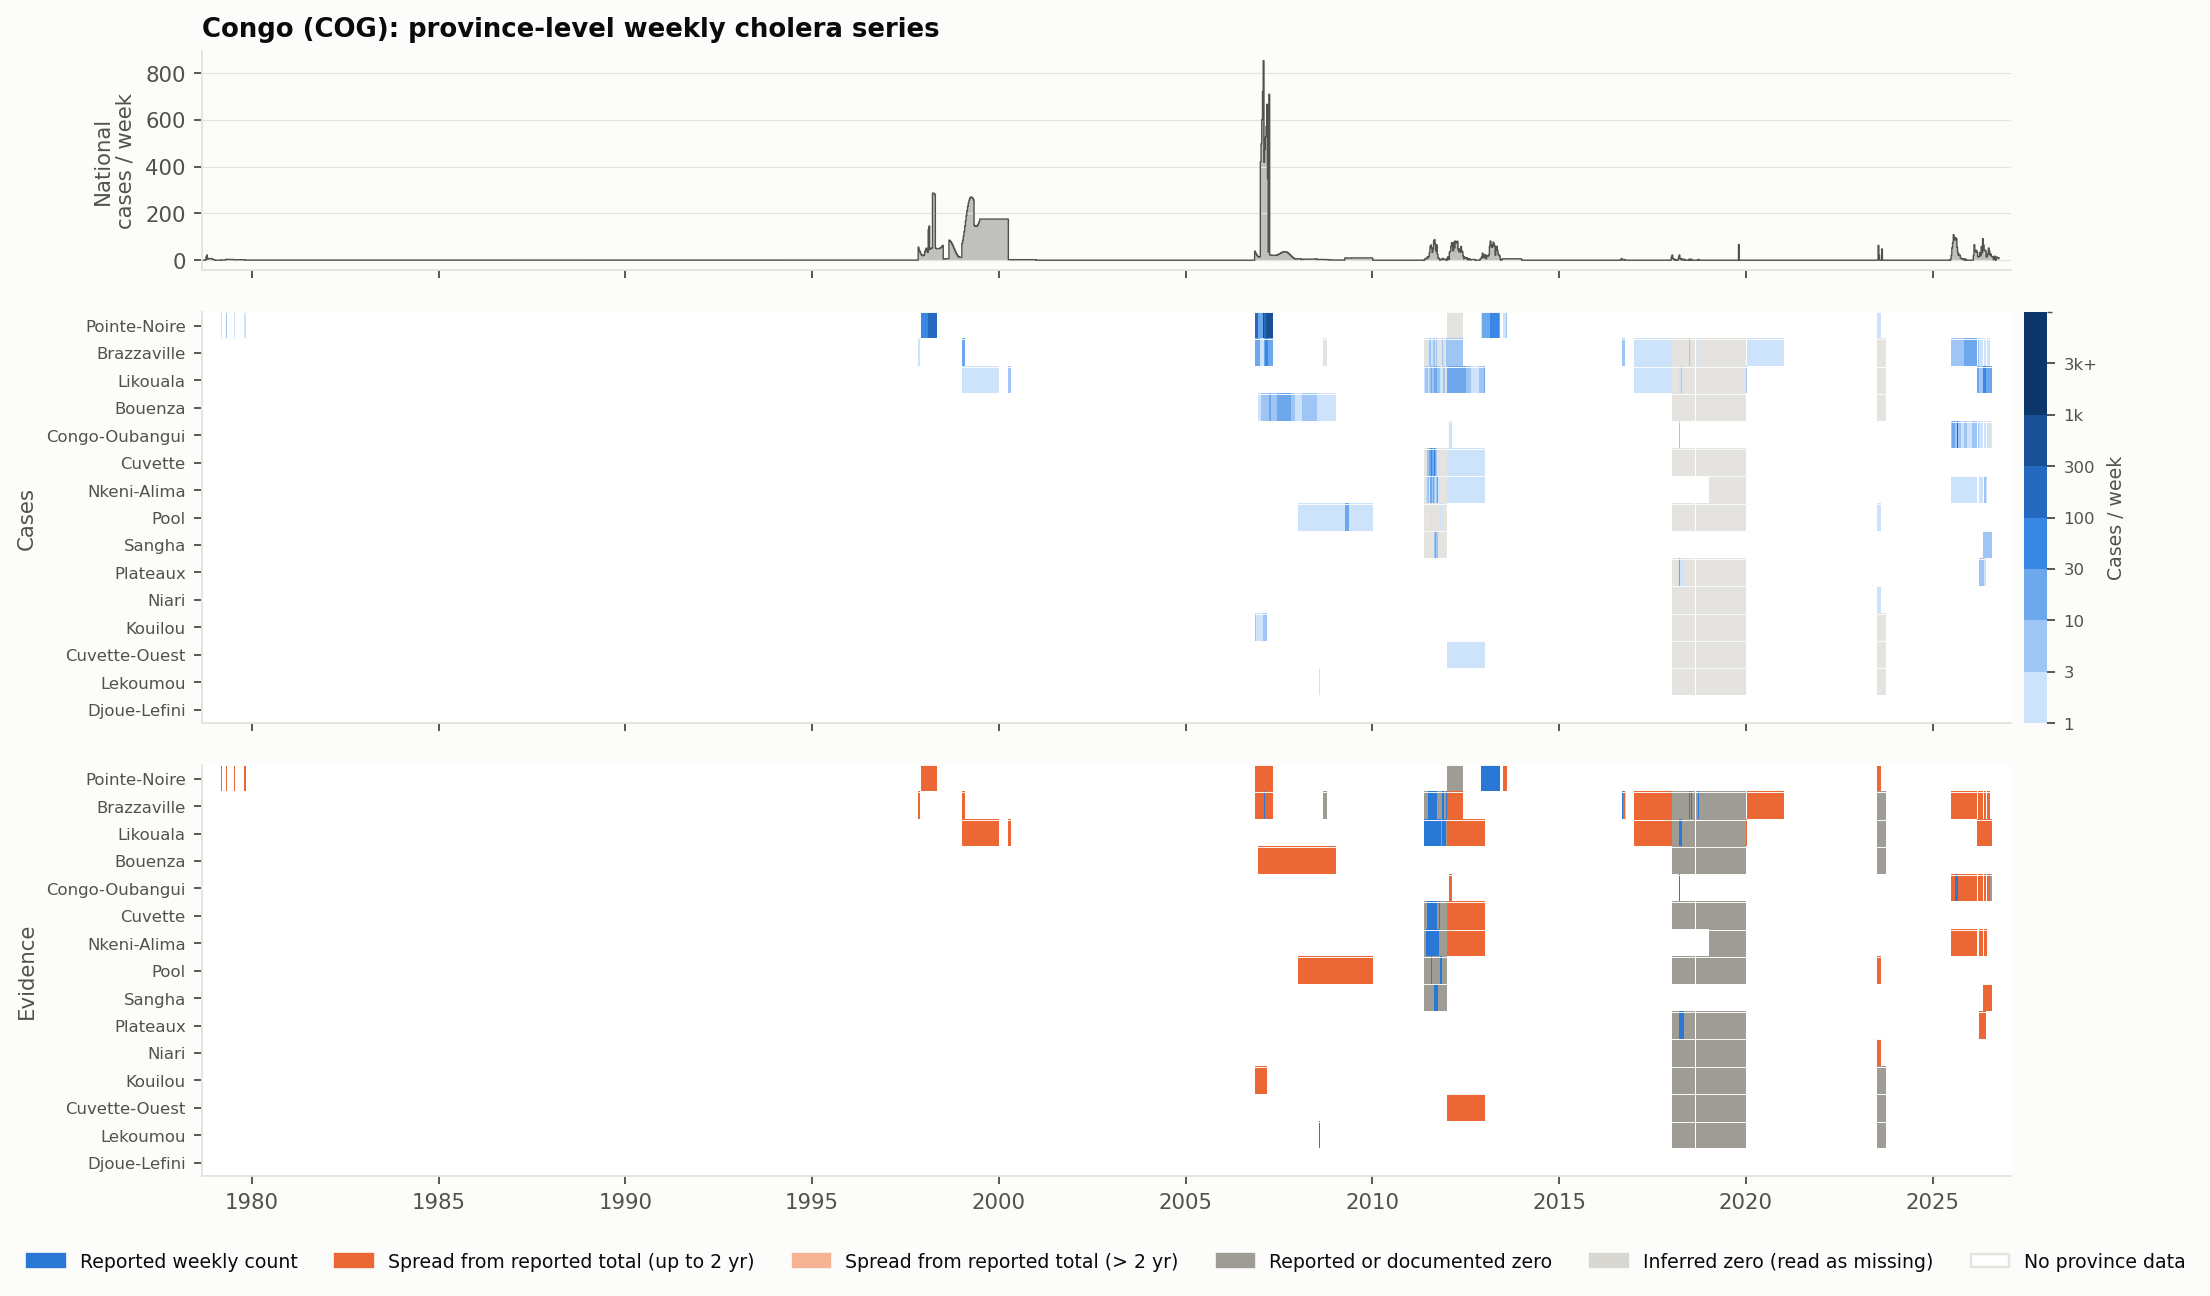 Congo (COG): province-level weekly cholera series
National
cases / week
800
600
400
200
0
Cases
Pointe-Noire
Brazzaville
Likouala
Bouenza
Congo-Oubangui
Cuvette
Nkeni-Alima
Pool
Sangha
Plateaux
Niari
Kouilou
Cuvette-Ouest
Lekoumou
Djoue-Lefini
3k+
1k
300
100
30
10
3
1
Cases / week
Evidence
Pointe-Noire
Brazzaville
Likouala
Bouenza
Congo-Oubangui
Cuvette
Nkeni-Alima
Pool
Sangha
Plateaux
Niari
Kouilou
Cuvette-Ouest
Lekoumou
Djoue-Lefini
1980 1985 1990 1995 2000 2005 2010 2015 2020 2025
Reported weekly count Spread from reported total (up to 2 yr) Spread from reported total (> 2 yr) Reported or documented zero Inferred zero (read as missing) No province data